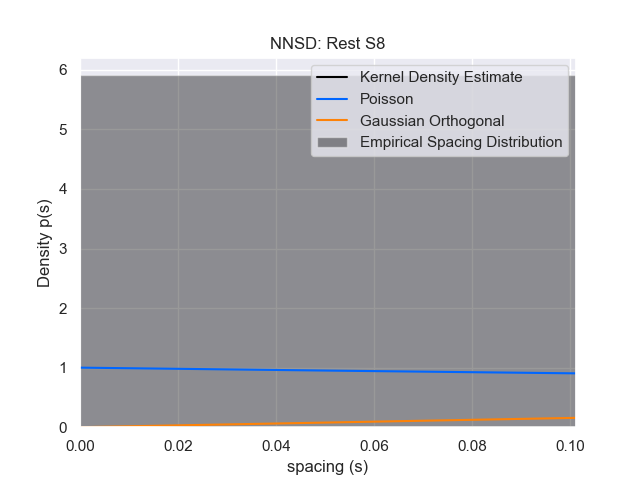 NNSD: Rest S8
Kernel Density Estimate
Poisson
Gaussian Orthogonal
Empirical Spacing Distribution
Density p(s)
6
5
4
3
2
1
0
0.00 0.02 0.04 0.06 0.08 0.10
spacing (s)